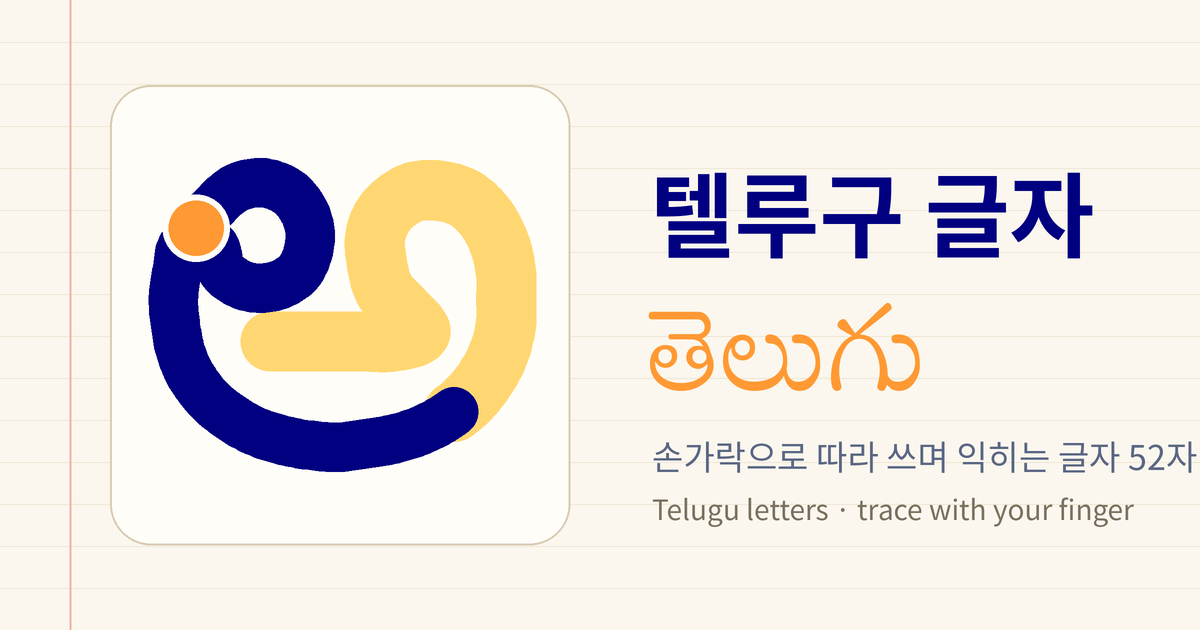 అ
텔루구 글자
తెలుగు
손가락으로 따라 쓰며 익히는 글자 52자
Telugu letters · trace with your finger